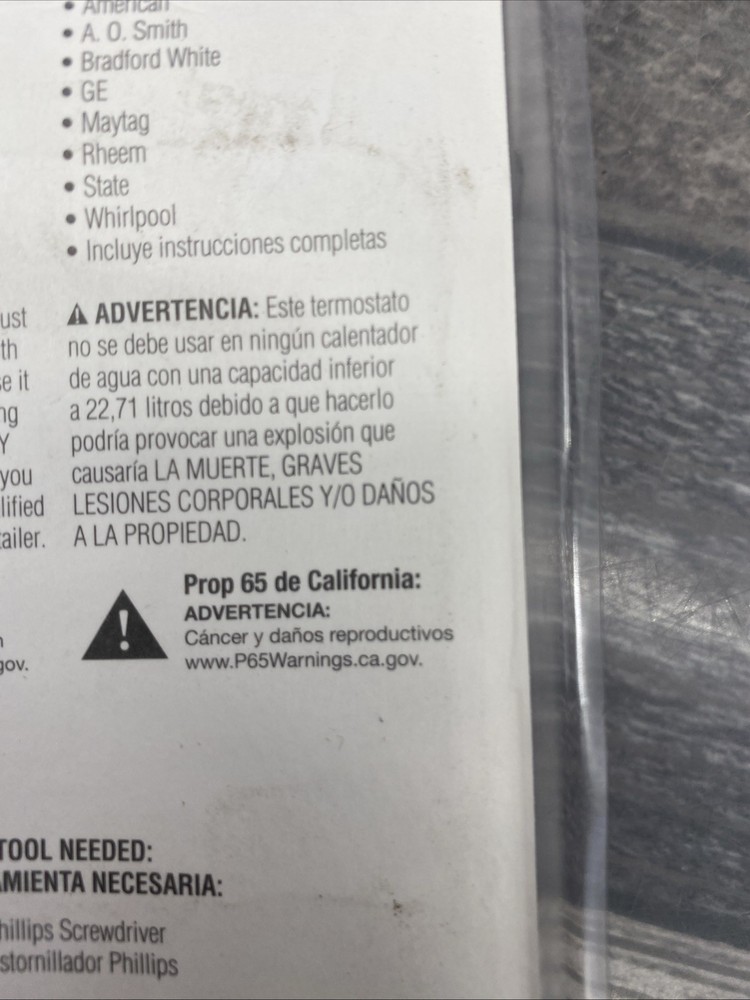 • American
• A. O. Smith
• Bradford White
• GE
• Maytag
• Rheem
• State
• Whirlpool
• Incluye instrucciones completas
ust
th
e it
ng
Y
you
lified
ailer.
⚠ ADVERTENCIA: Este termostato
no se debe usar en ningún calentador
de agua con una capacidad inferior
a 22,71 litros debido a que hacerlo
podría provocar una explosión que
causaría LA MUERTE, GRAVES
LESIONES CORPORALES Y/O DAÑOS
A LA PROPIEDAD.
gov.
Prop 65 de California:
ADVERTENCIA:
Cáncer y daños reproductivos
www.P65Warnings.ca.gov.
TOOL NEEDED:
AMIENTA NECESARIA:
hillips Screwdriver
stornillador Phillips